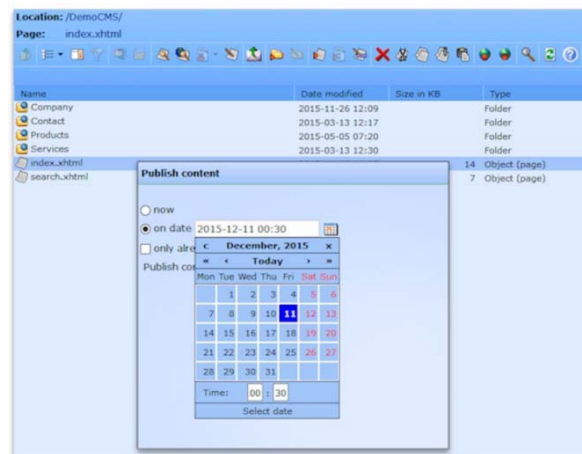 Location: /DemoCMS/
Page: index.xhtml
Name Date modified Size in KB Type
Company 2015-11-26 12:09 Folder
Contact 2015-03-13 12:17 Folder
Products 2015-05-05 07:20 Folder
Services 2015-03-13 12:30 Folder
index.xhtml 14 Object (page)
search.xhtml 7 Object (page)
Publish content
now
on date 2015-12-11 00:30
only alre
Publish con
c December, 2015 x
« ‹ Today › »
Mon Tue Wed Thu Fri Sat Sun
1 2 3 4 5 6
7 8 9 10 11 12 13
14 15 16 17 18 19 20
21 22 23 24 25 26 27
28 29 30 31
Time: 00 : 30
Select date